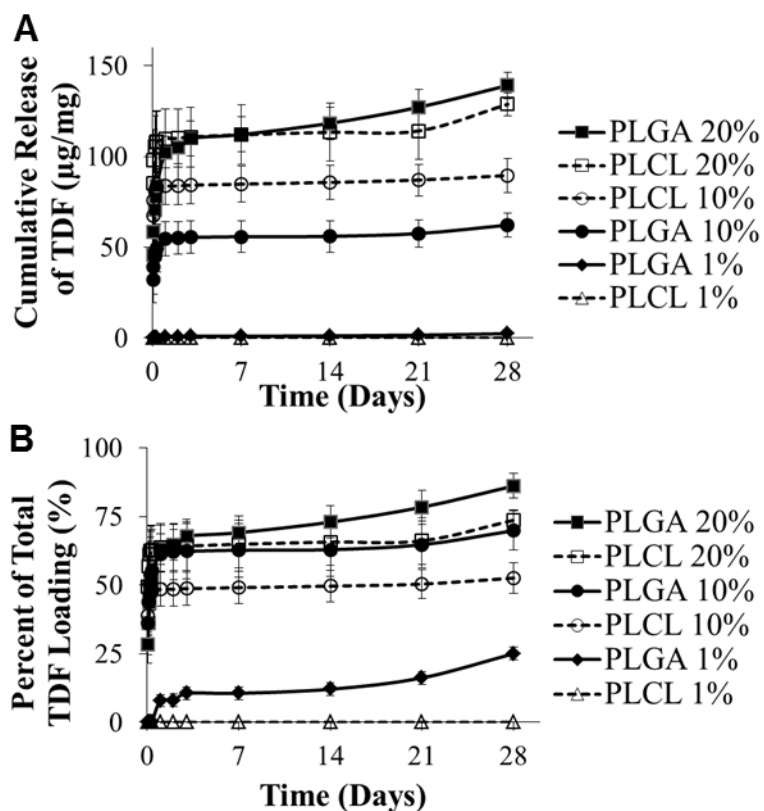 A
Cumulative Release
of TDF (µg/mg)
150
100
50
0
0 7 14 21 28
Time (Days)
PLGA 20%
PLCL 20%
PLCL 10%
PLGA 10%
PLGA 1%
PLCL 1%
B
Percent of Total
TDF Loading (%)
100
75
50
25
0
0 7 14 21 28
Time (Days)
PLGA 20%
PLCL 20%
PLGA 10%
PLCL 10%
PLGA 1%
PLCL 1%